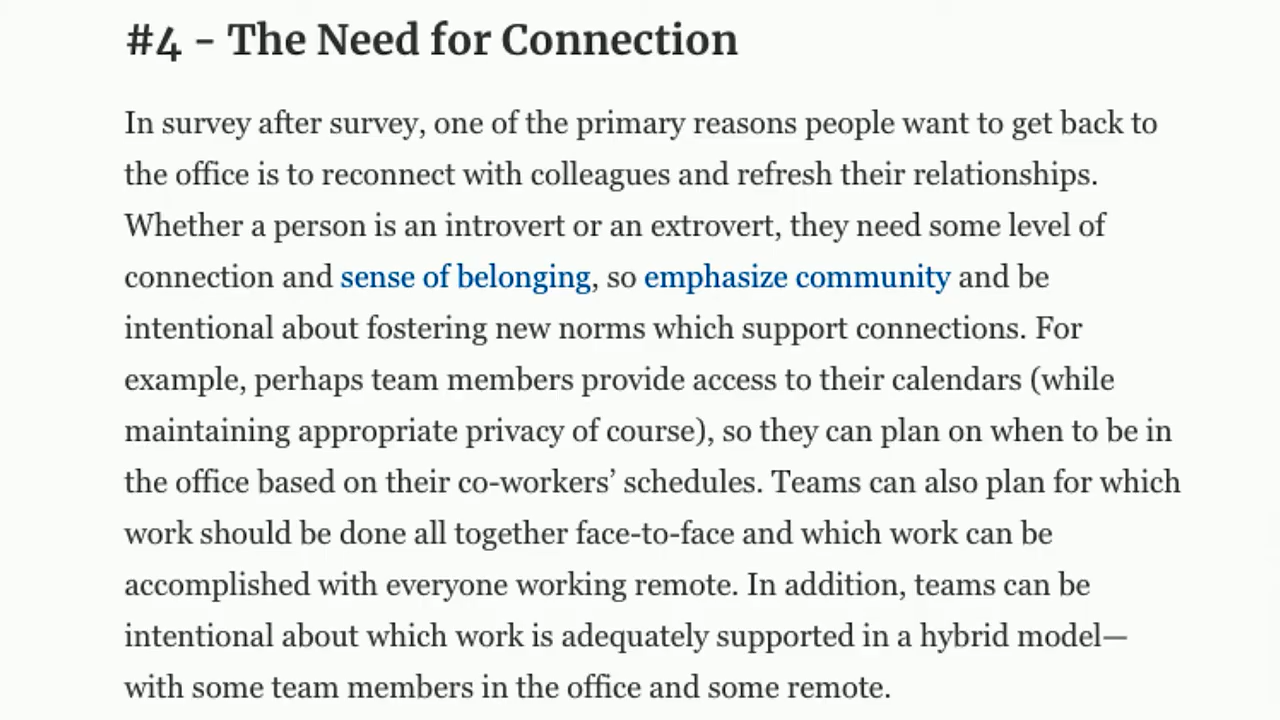 #4 - The Need for Connection
In survey after survey, one of the primary reasons people want to get back to
the office is to reconnect with colleagues and refresh their relationships.
Whether a person is an introvert or an extrovert, they need some level of
connection and sense of belonging, so emphasize community and be
intentional about fostering new norms which support connections. For
example, perhaps team members provide access to their calendars (while
maintaining appropriate privacy of course), so they can plan on when to be in
the office based on their co-workers’ schedules. Teams can also plan for which
work should be done all together face-to-face and which work can be
accomplished with everyone working remote. In addition, teams can be
intentional about which work is adequately supported in a hybrid model—
with some team members in the office and some remote.